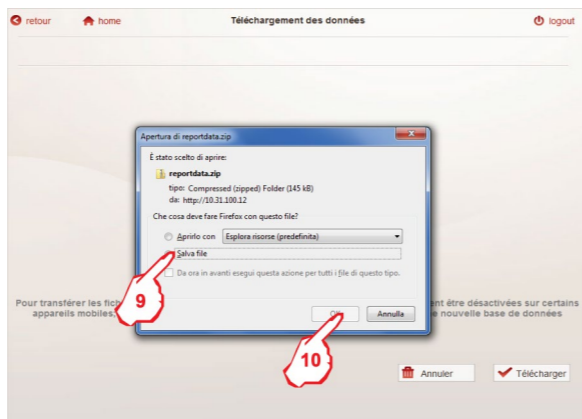 retour home Téléchargement des données logout
Apertura di reportdata.zip
È stato scelto di aprire:
reportdata.zip
tipo: Compressed (zipped) Folder (145 kB)
da: http://10.31.100.12
Che cosa deve fare Firefox con questo file?
Aprirlo con Esplora risorse (predefinita)
Salva file
Da ora in avanti esegui questa azione per tutti i file di questo tipo.
9
Pour transférer les fich ent être désactivées sur certains
appareils mobiles, e nouvelle base de données
OK Annulla
10
Annuler Télécharger